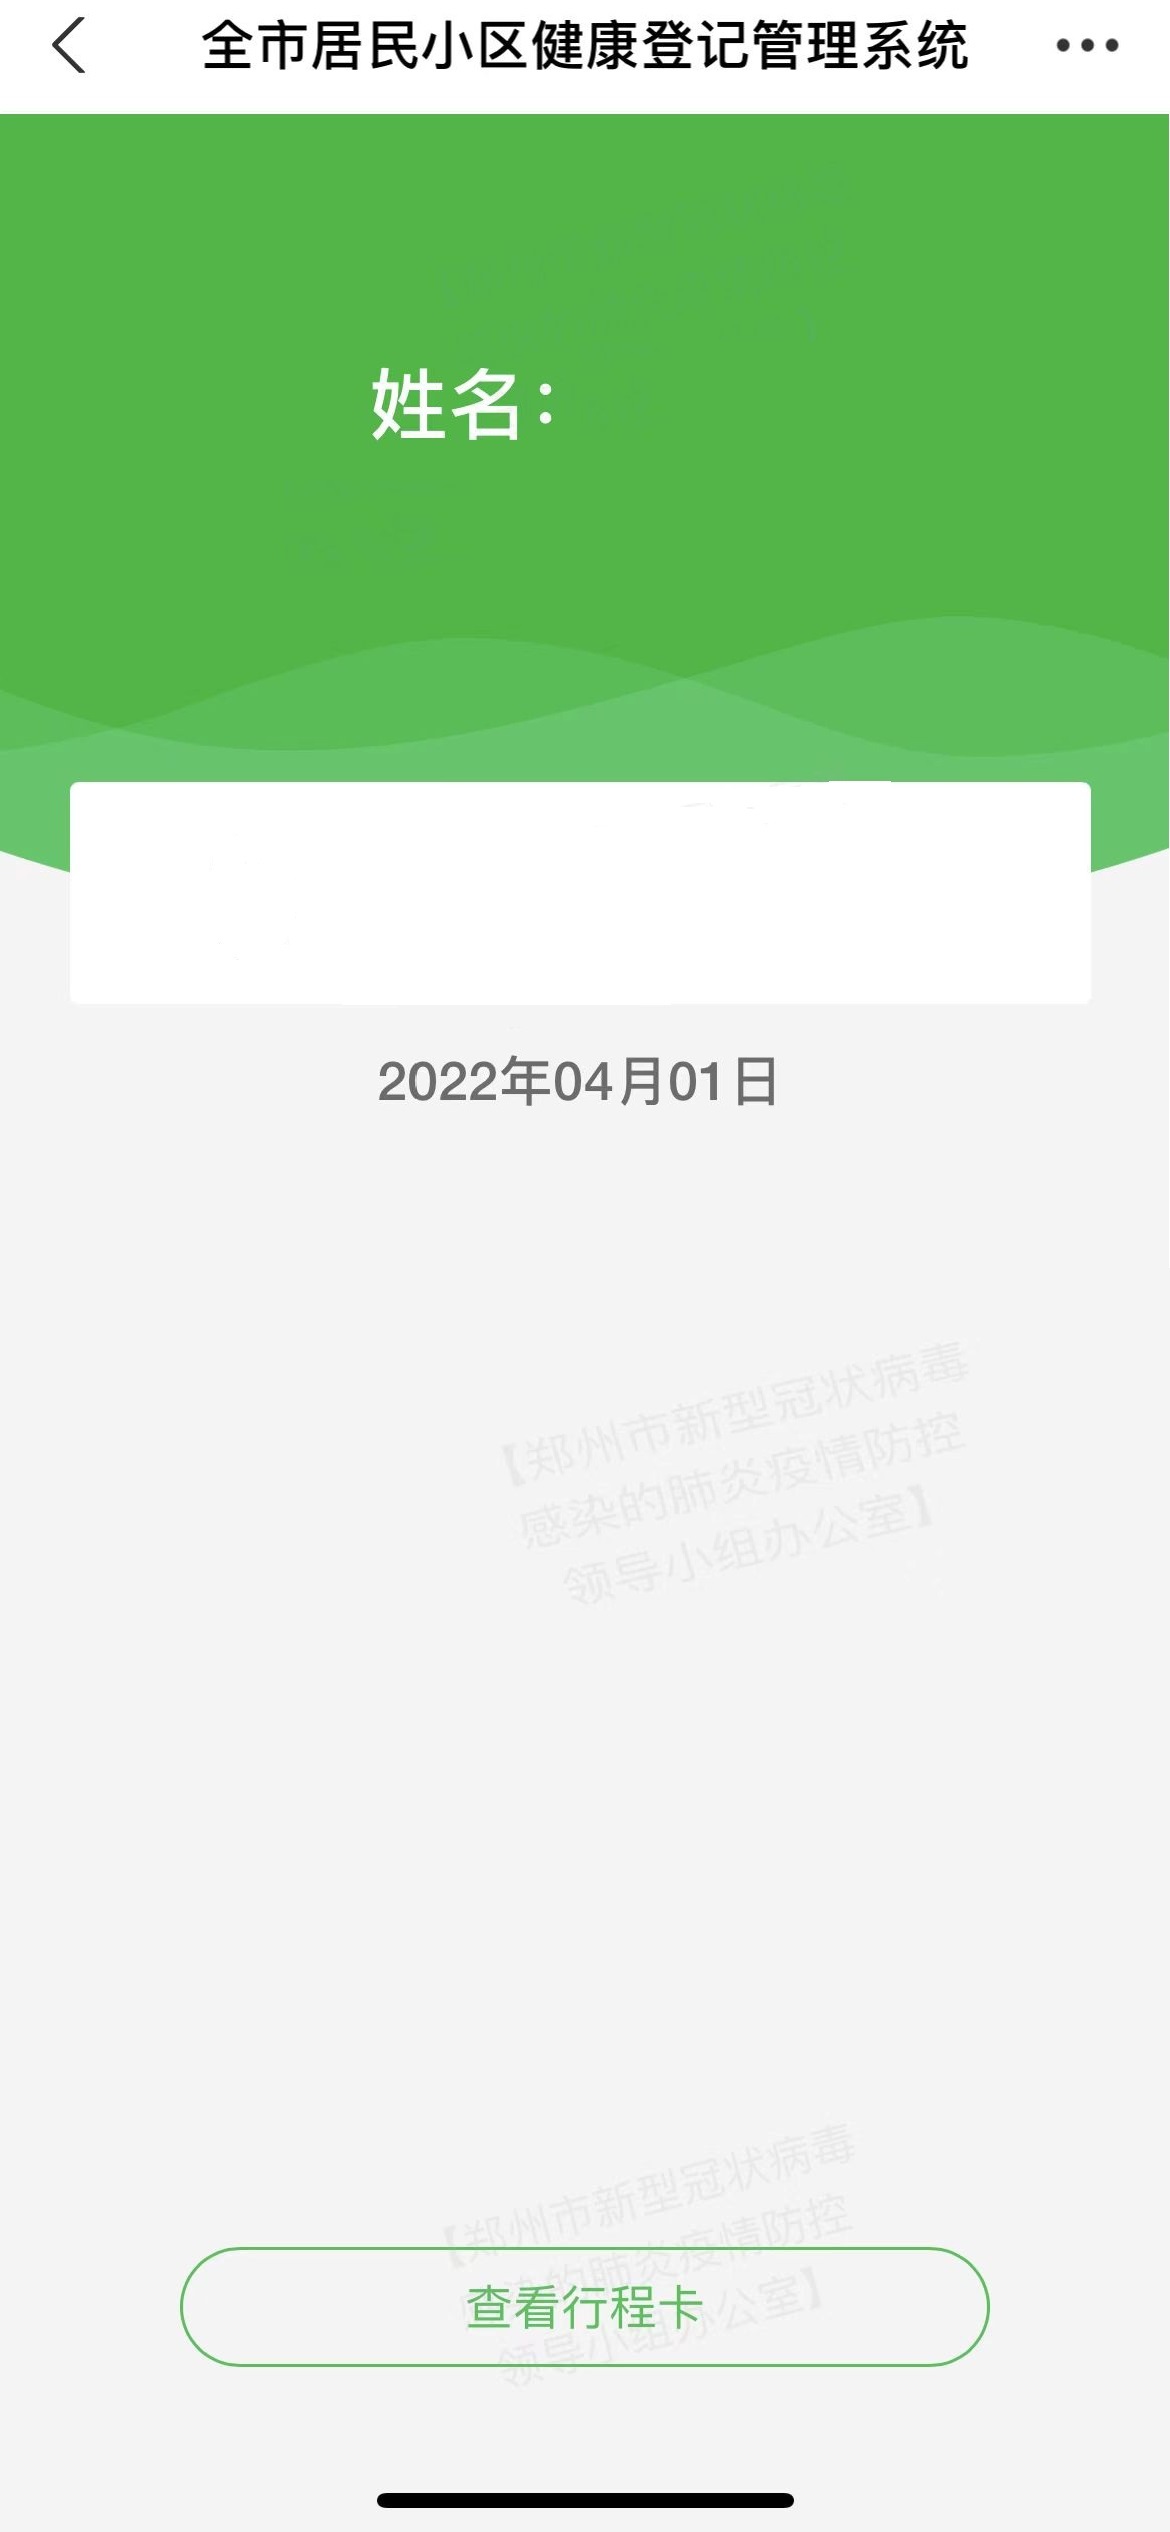 全市居民小区健康登记管理系统
姓名：
2022年04月01日
【郑州市新型冠状病毒
感染的肺炎疫情防控
领导小组办公室】
【郑州市新型冠状病毒
感染的肺炎疫情防控
领导小组办公室】
查看行程卡